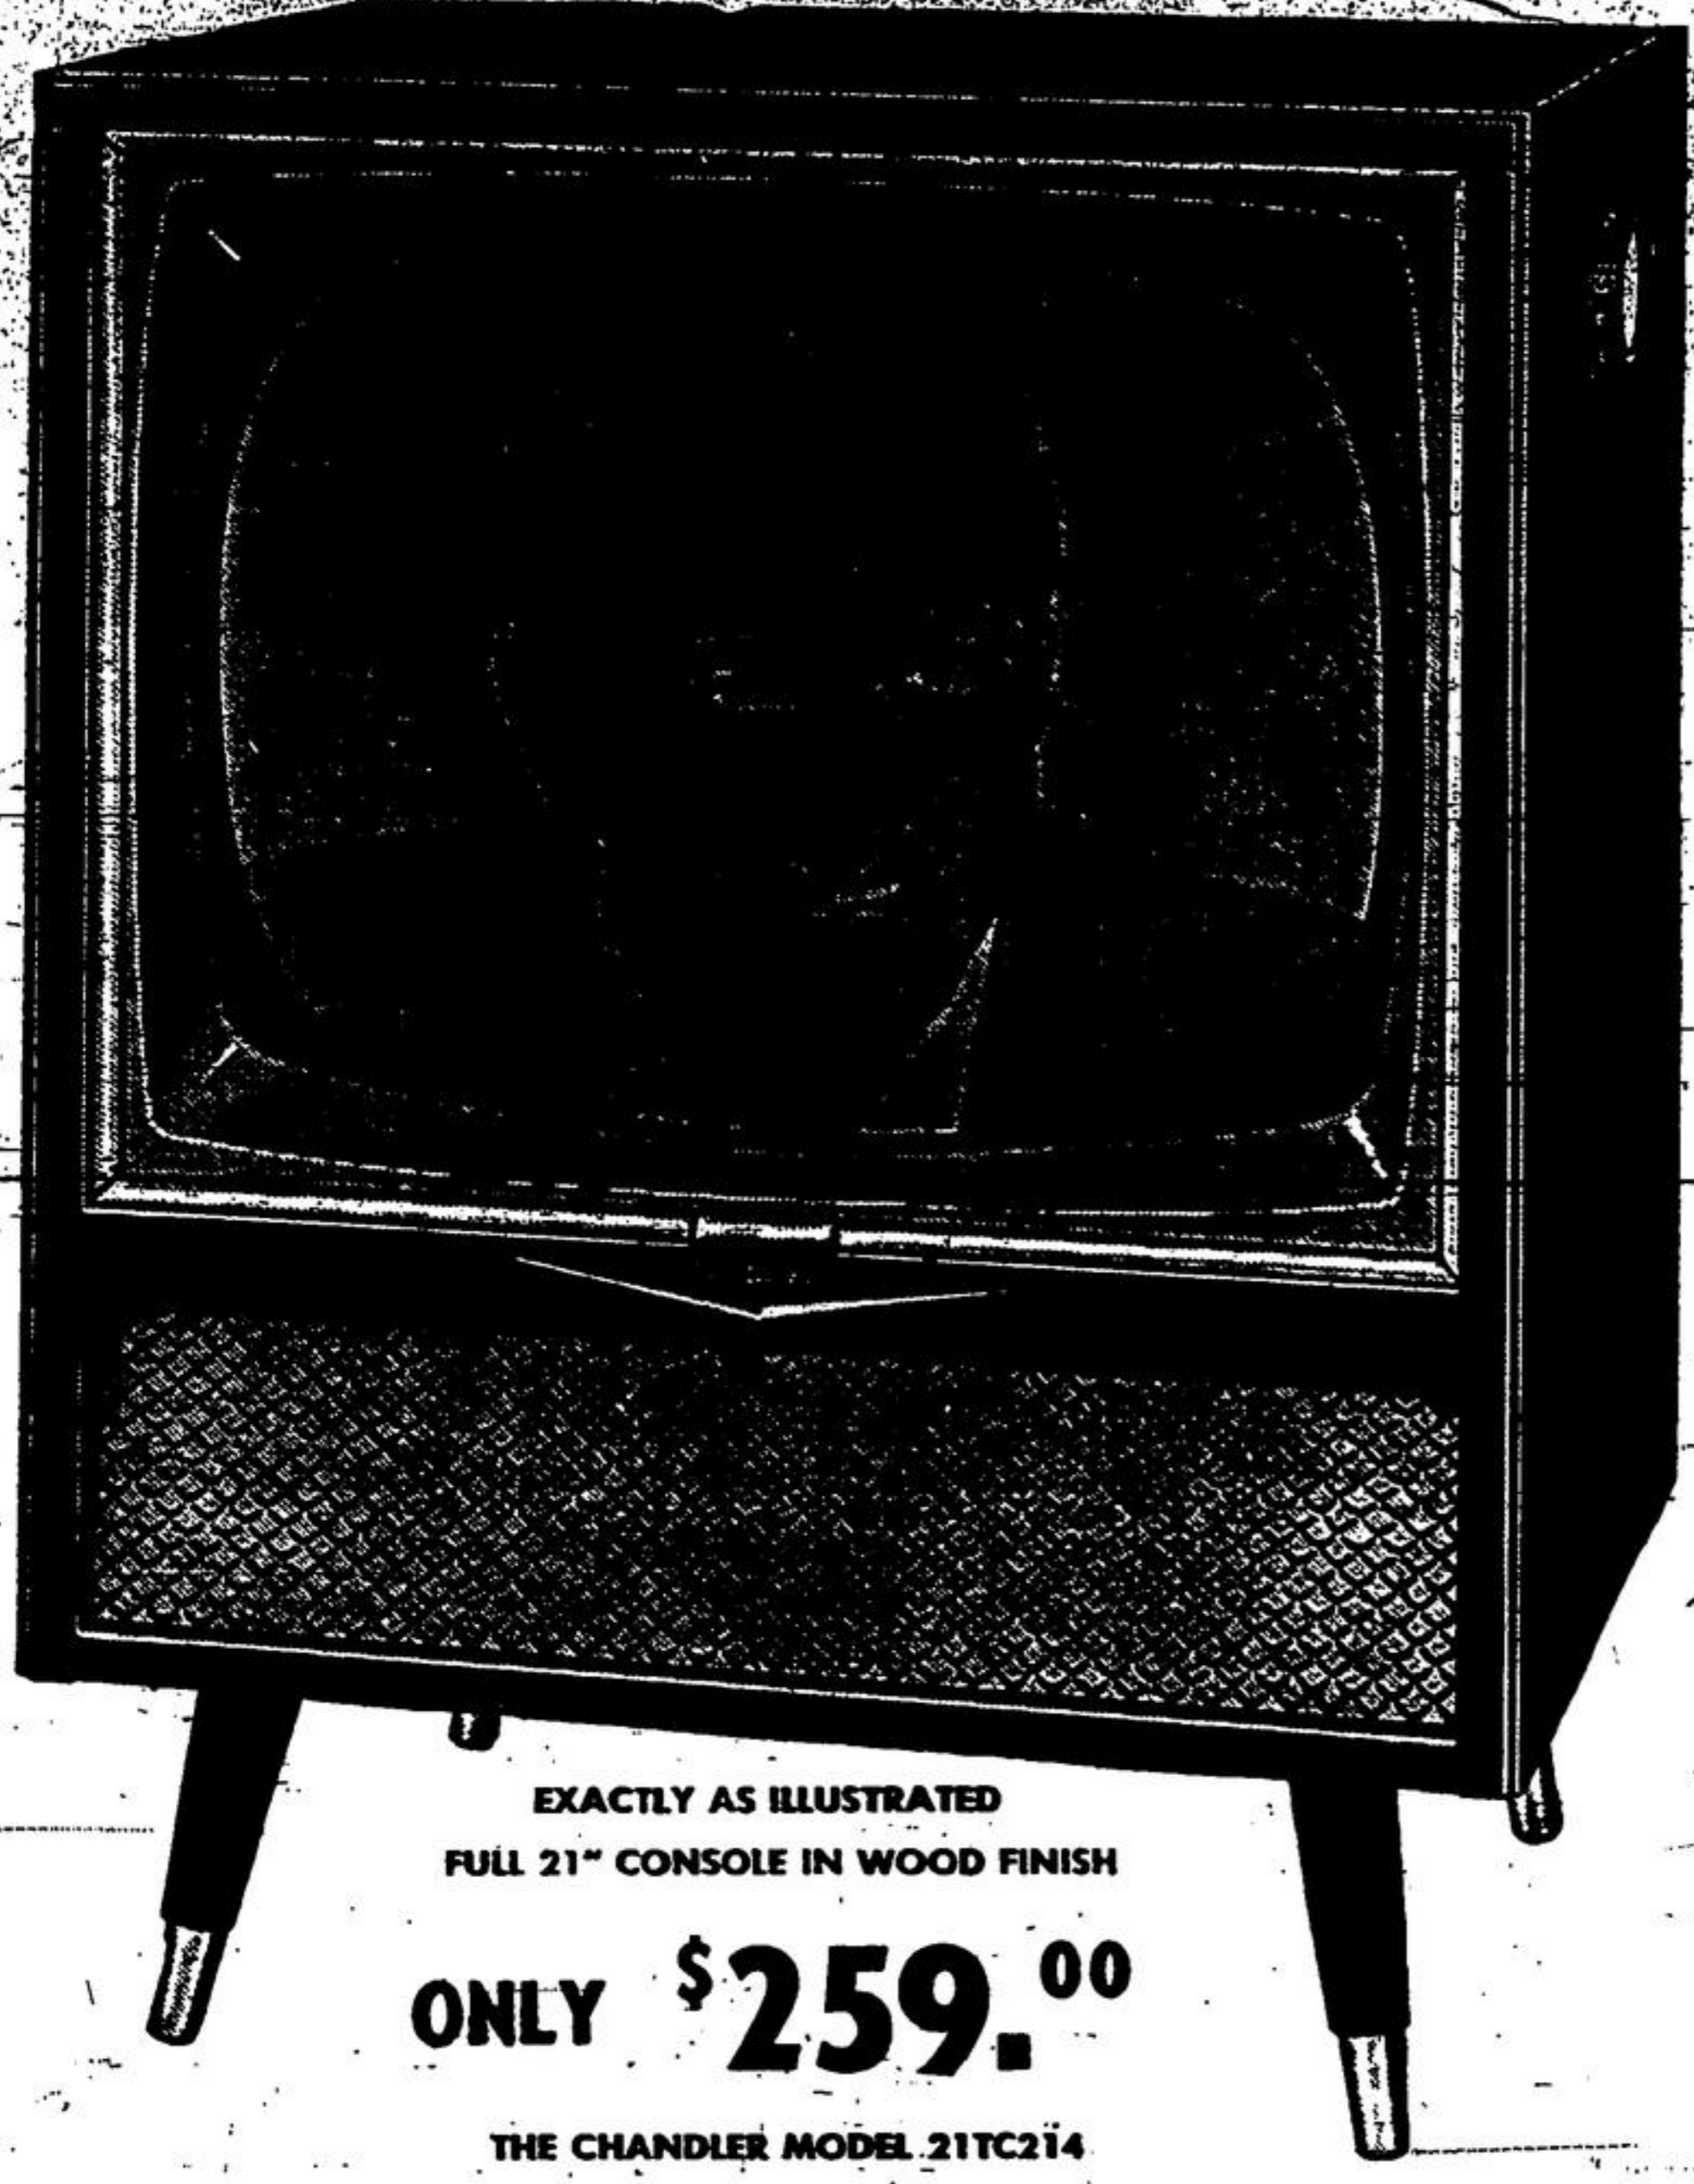 EXACTLY AS ILLUSTRATED
FULL 21" CONSOLE IN WOOD FINISH
ONLY $259.00
THE CHANDLER MODEL 21TC214